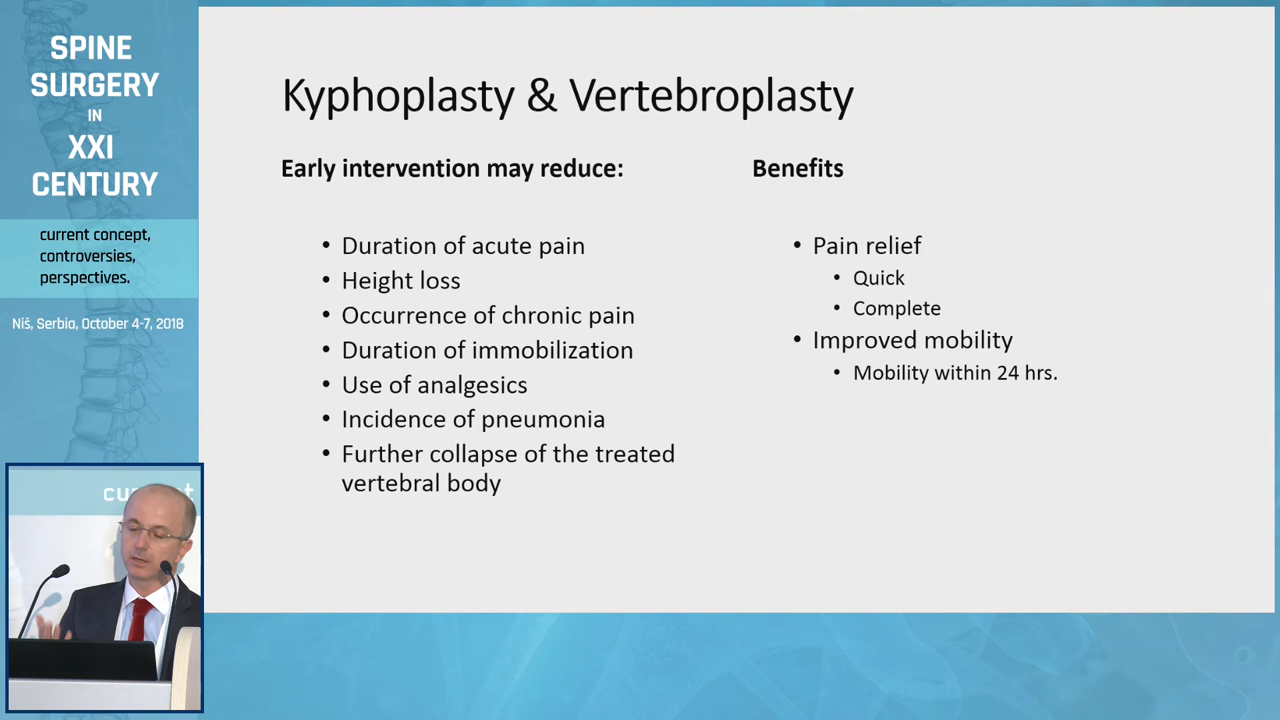 SPINE
SURGERY
IN
XXI
CENTURY
current concept,
controversies,
perspectives.
Niš, Serbia, October 4-7, 2018
Kyphoplasty & Vertebroplasty
Early intervention may reduce:
• Duration of acute pain
• Height loss
• Occurrence of chronic pain
• Duration of immobilization
• Use of analgesics
• Incidence of pneumonia
• Further collapse of the treated
vertebral body
Benefits
• Pain relief
• Quick
• Complete
• Improved mobility
• Mobility within 24 hrs.